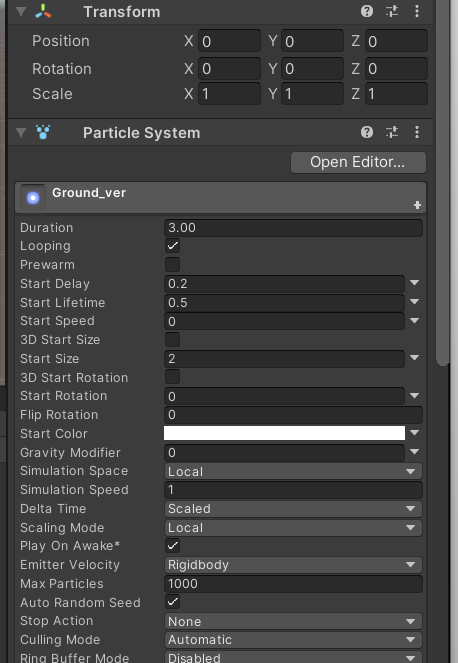 Transform
Position X 0 Y 0 Z 0
Rotation X 0 Y 0 Z 0
Scale X 1 Y 1 Z 1
Particle System
Open Editor...
Ground_ver
Duration 3.00
Looping
Prewarm
Start Delay 0.2
Start Lifetime 0.5
Start Speed 0
3D Start Size
Start Size 2
3D Start Rotation
Start Rotation 0
Flip Rotation 0
Start Color
Gravity Modifier 0
Simulation Space Local
Simulation Speed 1
Delta Time Scaled
Scaling Mode Local
Play On Awake*
Emitter Velocity Rigidbody
Max Particles 1000
Auto Random Seed
Stop Action None
Culling Mode Automatic
Ring Buffer Mode Disabled